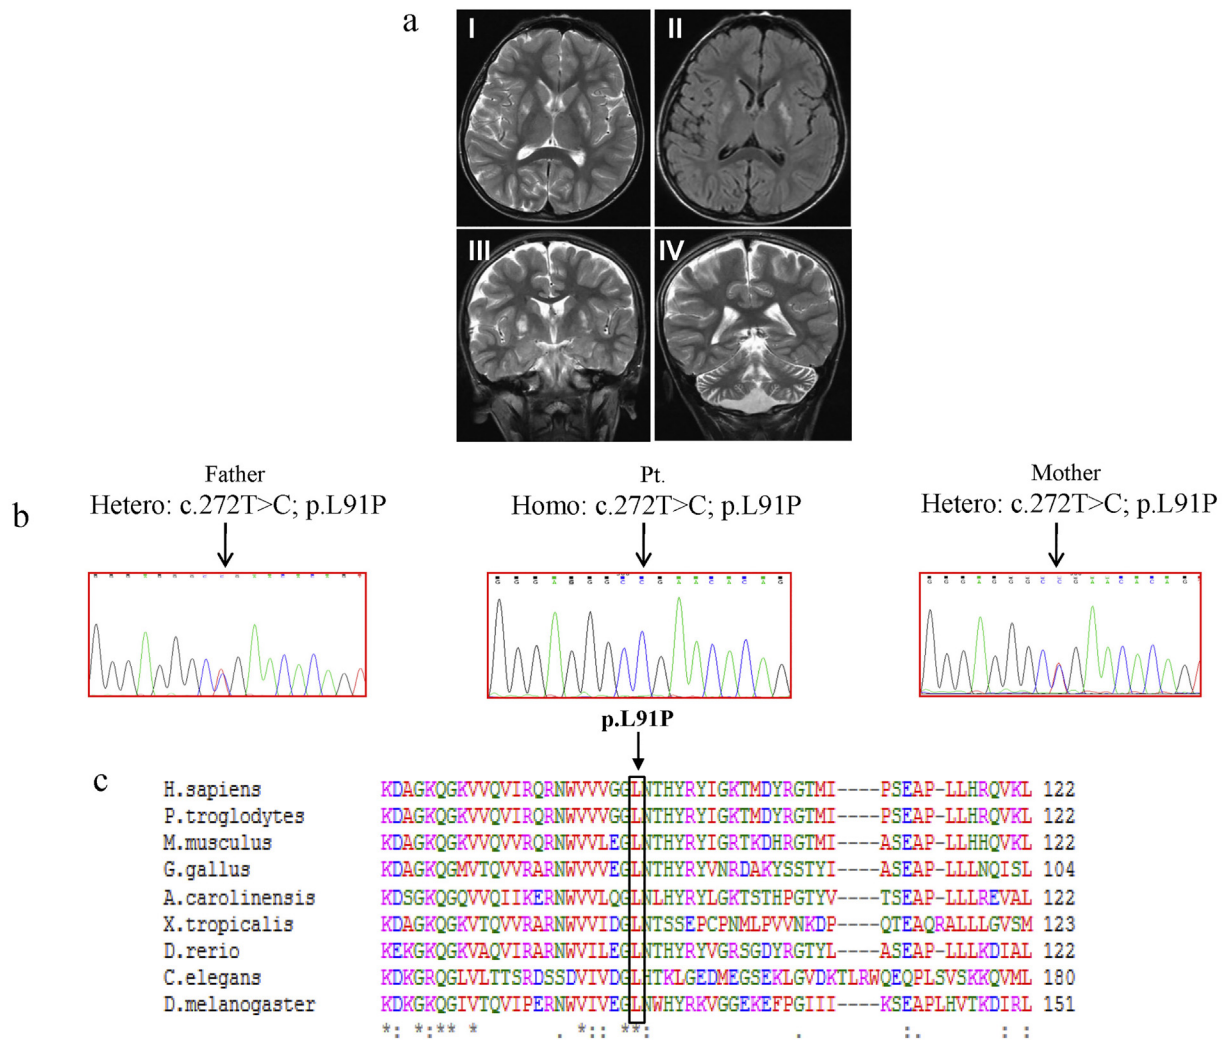 a
I II
III IV
b
Father
Hetero: c.272T>C; p.L91P
Pt.
Homo: c.272T>C; p.L91P
Mother
Hetero: c.272T>C; p.L91P
p.L91P
c
H.sapiens KDAGKQGKVVQVIRQRNWVVVGGLNTHYRYIGKTMDYRGTMI----PSEAP-LLHRQVKL 122
P.troglodytes KDAGKQGKVVQVIRQRNWVVVGGLNTHYRYIGKTMDYRGTMI----PSEAP-LLHRQVKL 122
M.musculus KDAGKQGKVVQVVRQRNWVVLEGLNTHYRYIGRTKDHRGTMI----ASEAP-LLHHQVKL 122
G.gallus KDAGKQGMVTQVVRARNWVVVEGLNTHYRYVNRDAKYSSTYI----ASEAP-LLLNQISL 104
A.carolinensis KDSGKQGQVVQIIKERNWVVLQGLNLHYRYLGKTSTHPGTYV----TSEAP-LLLREVAL 122
X.tropicalis KDAGKQGKVTQVVRARNWVVIDGLNTSSEPCPNMLPVVNKDP----QTEAQRALLLGVSM 123
D.rerio KEKGKQGKVAQVIRARNWVILEGLNTHYRYVGRSGDYRGTYL----ASEAP-LLLKDIAL 122
C.elegans KDKGRQGLVLTTSRDSSDVIVDGLHTKLGEDMEGSEKLGVDKTLRWQEQPLSVSKKQVML 180
D.melanogaster KDKGKQGIVTQVIPERNWVIVEGLNWHYRKVGGEKEFPGIII----KSEAPLHVTKDIRL 151
*: *:** * . *:: **: . :. : :